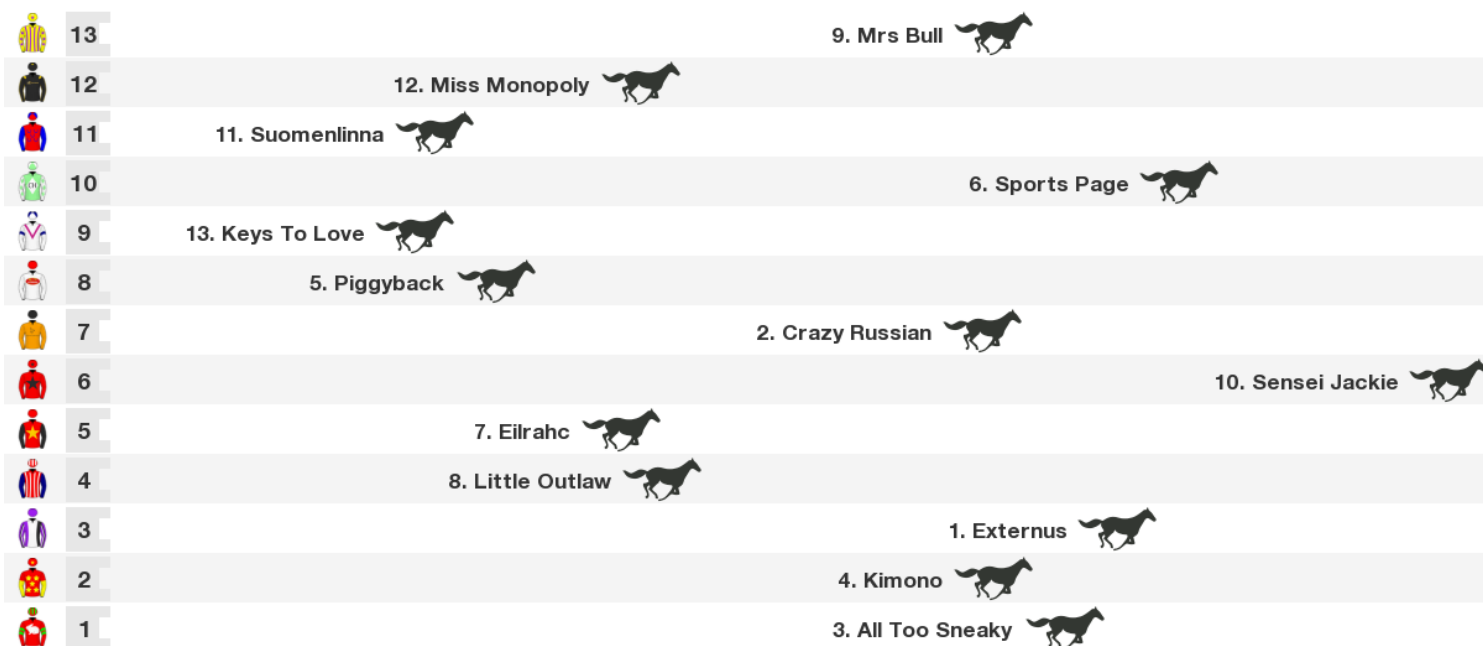 13 9. Mrs Bull
12 12. Miss Monopoly
11 11. Suomenlinna
10 6. Sports Page
9 13. Keys To Love
8 5. Piggyback
7 2. Crazy Russian
6 10. Sensei Jackie
5 7. Eilrahc
4 8. Little Outlaw
3 1. Externus
2 4. Kimono
1 3. All Too Sneaky